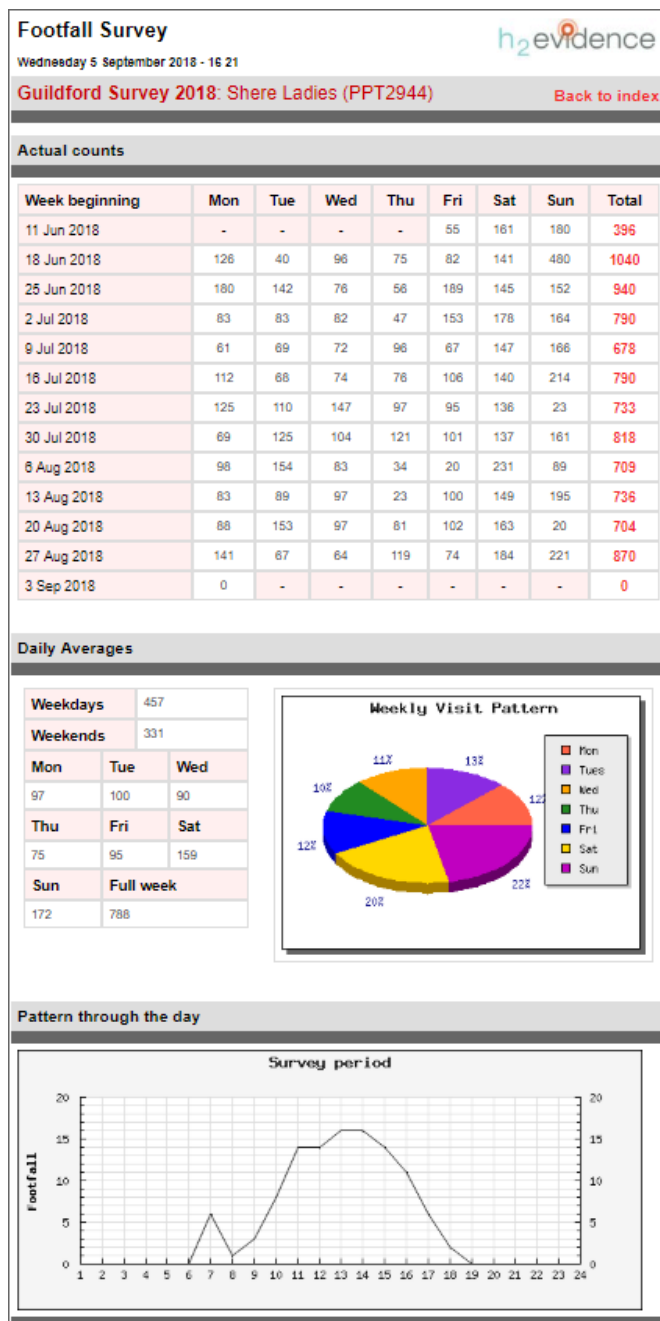 Footfall Survey
h2evidence
Wednesday 5 September 2018 - 16 21
Guildford Survey 2018: Shere Ladies (PPT2944) Back to index
Actual counts
Week beginning Mon Tue Wed Thu Fri Sat Sun Total
11 Jun 2018 - - - - 55 161 180 396
18 Jun 2018 126 40 96 75 82 141 480 1040
25 Jun 2018 180 142 76 56 189 145 152 940
2 Jul 2018 83 83 82 47 153 178 164 790
9 Jul 2018 61 69 72 96 67 147 166 678
16 Jul 2018 112 68 74 76 106 140 214 790
23 Jul 2018 125 110 147 97 95 136 23 733
30 Jul 2018 69 125 104 121 101 137 161 818
6 Aug 2018 98 154 83 34 20 231 89 709
13 Aug 2018 83 89 97 23 100 149 195 736
20 Aug 2018 88 153 97 81 102 163 20 704
27 Aug 2018 141 67 64 119 74 184 221 870
3 Sep 2018 0 - - - - - - 0
Daily Averages
Weekdays 457
Weekends 331
Mon Tue Wed
97 100 90
Thu Fri Sat
75 95 159
Sun Full week
172 788
Weekly Visit Pattern
11% 13%
10% 12%
12% 22%
20%
Mon
Tues
Wed
Thu
Fri
Sat
Sun
Pattern through the day
Survey period
20 20
15 15
10 10
5 5
0 0
Footfall
1 2 3 4 5 6 7 8 9 10 11 12 13 14 15 16 17 18 19 20 21 22 23 24